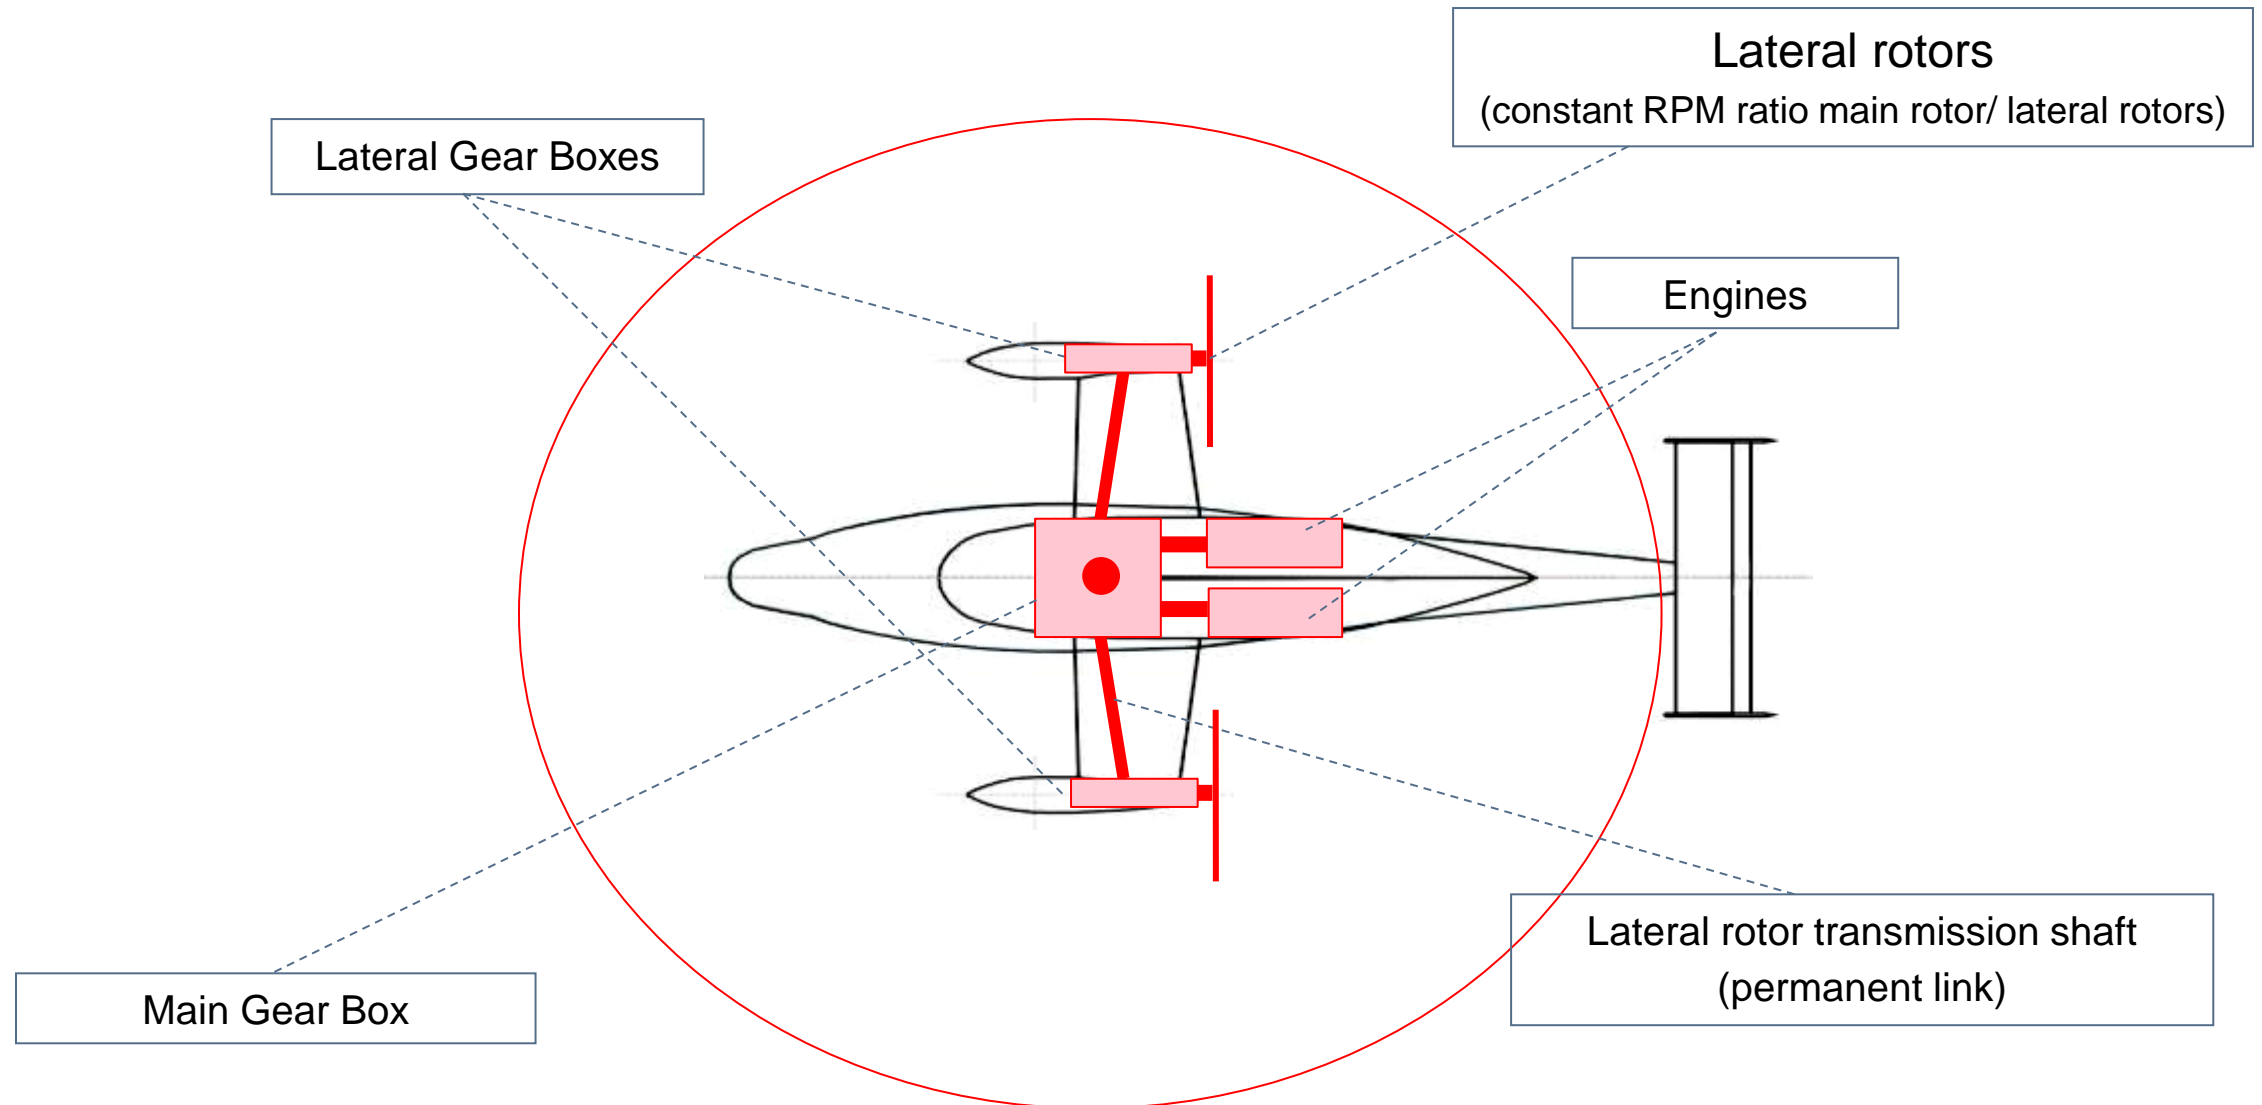 Lateral rotors
(constant RPM ratio main rotor/ lateral rotors)
Lateral Gear Boxes
Engines
Lateral rotor transmission shaft
(permanent link)
Main Gear Box